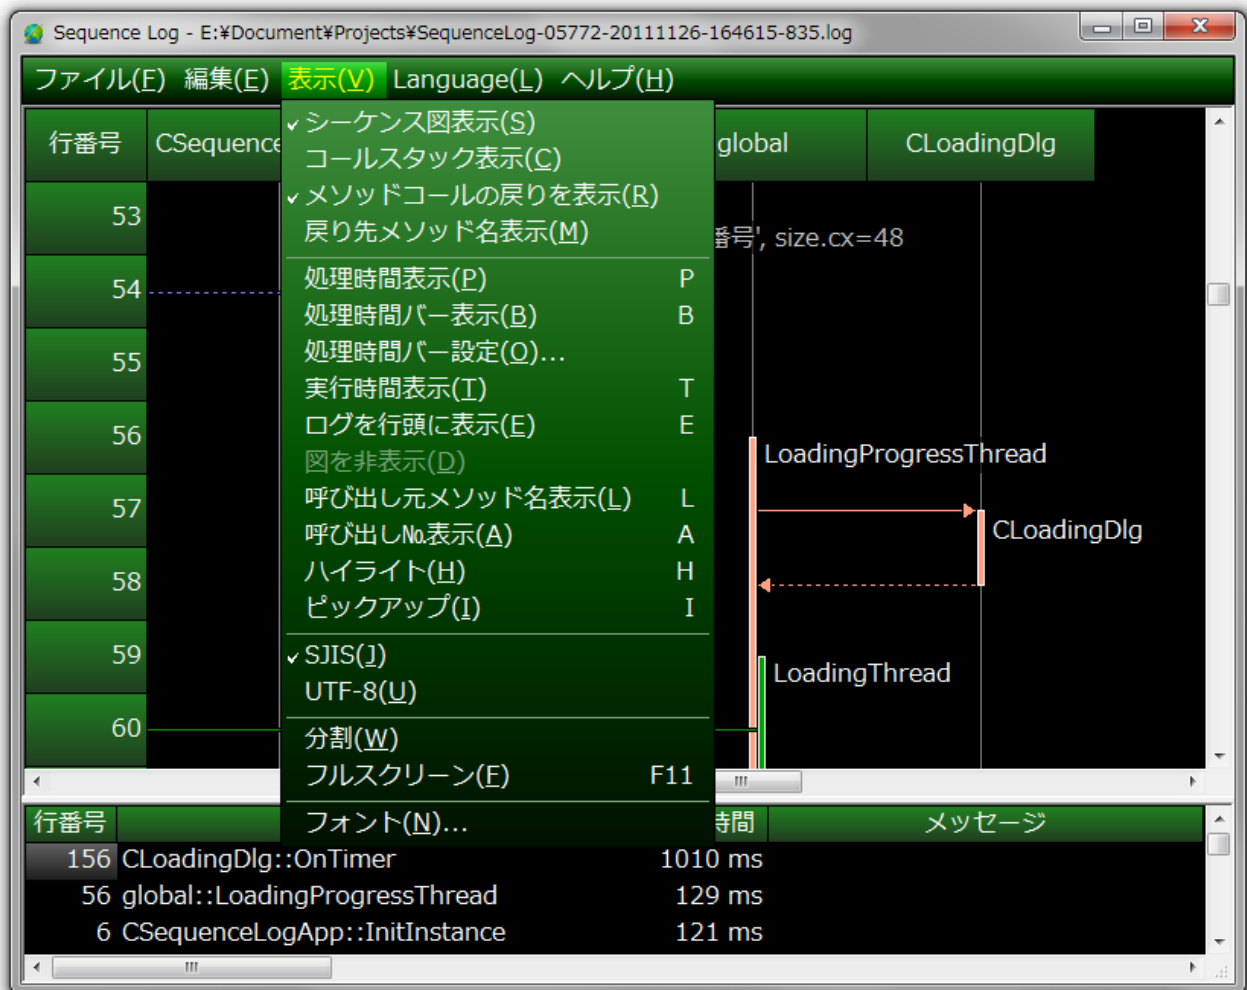 Sequence Log - E:¥Document¥Projects¥SequenceLog-05772-20111126-164615-835.log
ファイル(F) 編集(E) 表示(V) Language(L) ヘルプ(H)
行番号 CSequence global CLoadingDlg
シーケンス図表示(S)
コールスタック表示(C)
メソッドコールの戻りを表示(R)
戻り先メソッド名表示(M)
処理時間表示(P) P
処理時間バー表示(B) B
処理時間バー設定(O)...
実行時間表示(T) T
ログを行頭に表示(E) E
図を非表示(D)
呼び出し元メソッド名表示(L) L
呼び出し№表示(A) A
ハイライト(H) H
ピックアップ(I) I
SJIS(J)
UTF-8(U)
分割(W)
フルスクリーン(F) F11
フォント(N)...
53
番号', size.cx=48
54
55
56
LoadingProgressThread
57
CLoadingDlg
58
59
LoadingThread
60
行番号 時間 メッセージ
156 CLoadingDlg::OnTimer 1010 ms
56 global::LoadingProgressThread 129 ms
6 CSequenceLogApp::InitInstance 121 ms